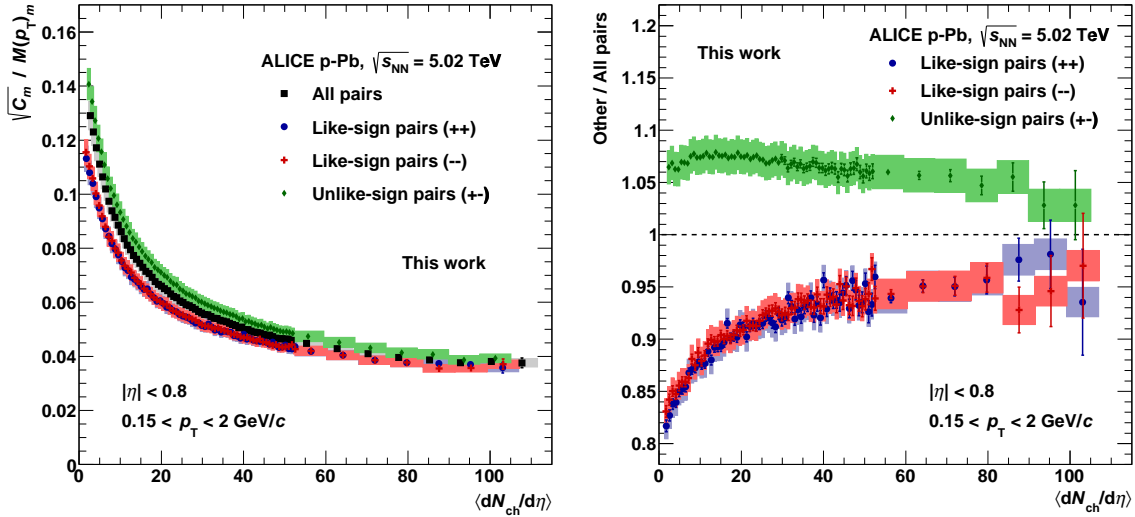 √C_m / M(p_T)_m
0.16
0.14
0.12
0.1
0.08
0.06
0.04
0.02
0
ALICE p-Pb, √s_NN = 5.02 TeV
All pairs
Like-sign pairs (++)
Like-sign pairs (--)
Unlike-sign pairs (+-)
This work
|η| < 0.8
0.15 < p_T < 2 GeV/c
0 20 40 60 80 100
⟨dN_ch/dη⟩
Other / All pairs
1.2
1.15
1.1
1.05
1
0.95
0.9
0.85
0.8
This work
ALICE p-Pb, √s_NN = 5.02 TeV
Like-sign pairs (++)
Like-sign pairs (--)
Unlike-sign pairs (+-)
|η| < 0.8
0.15 < p_T < 2 GeV/c
0 20 40 60 80 100
⟨dN_ch/dη⟩